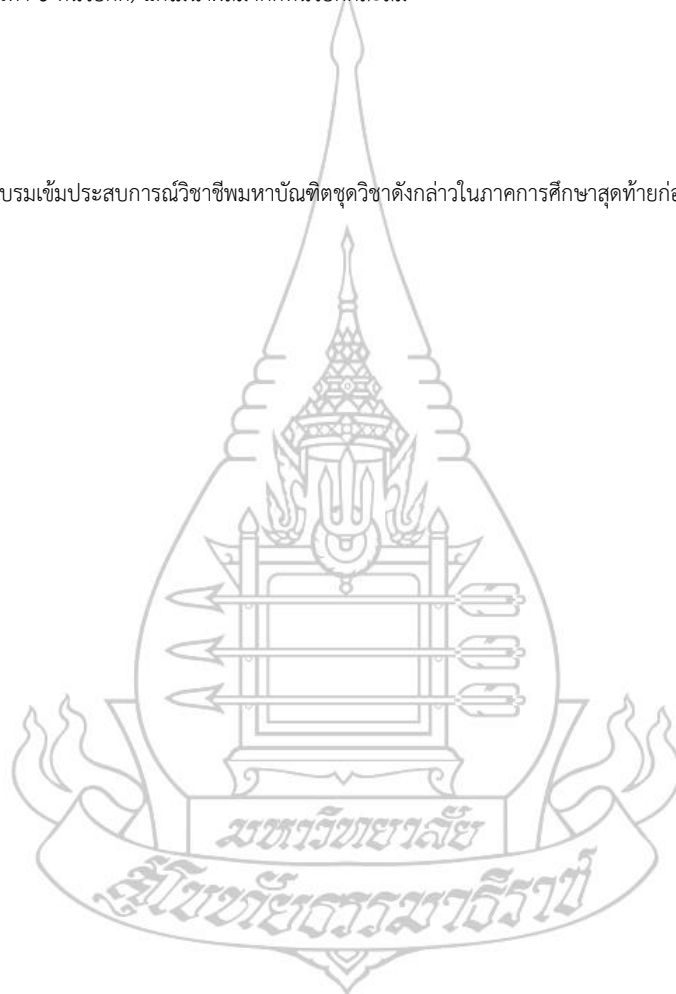 บรมเข้มประสบการณ์วิชาชีพมหาบัณฑิตชุดวิชาดังกล่าวในภาคการศึกษาสุดท้ายก่อ
มหาวิทยาลัย
สุโขทัยธรรมาธิราช